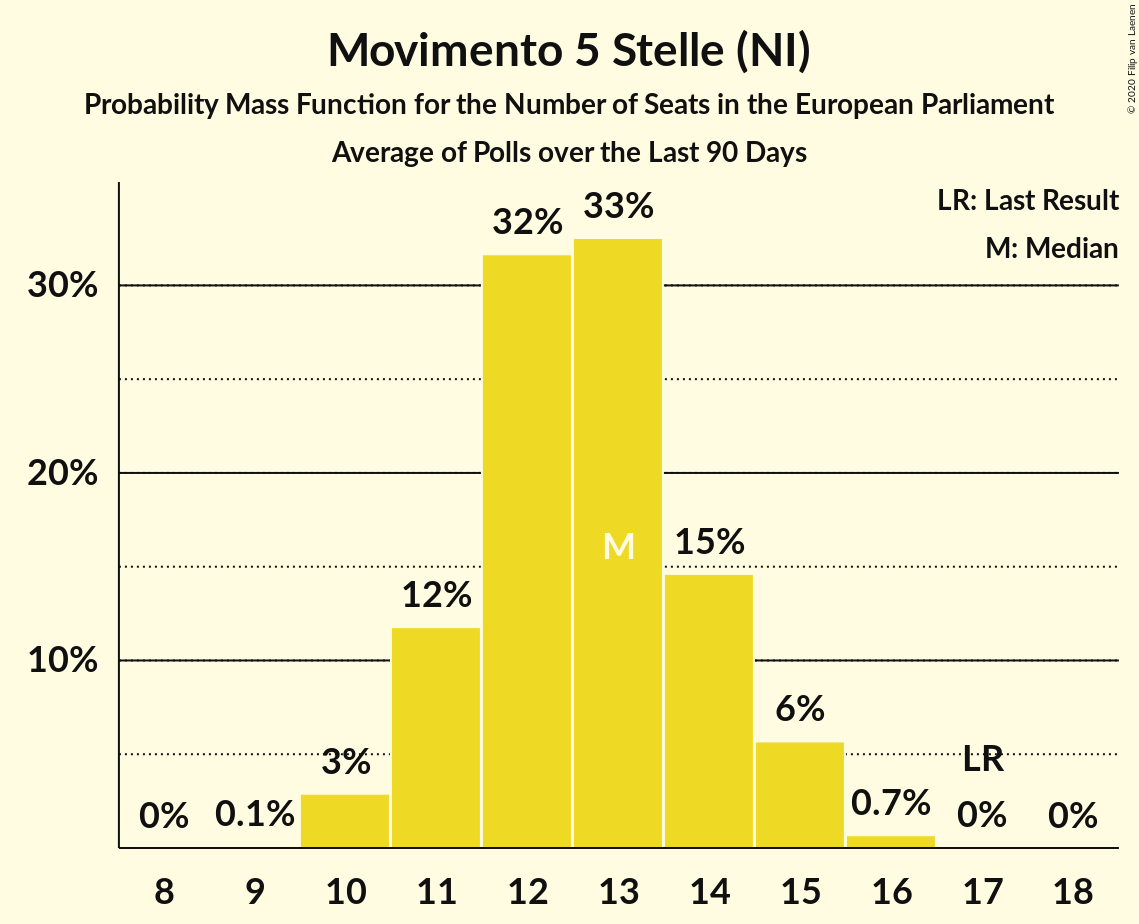 Movimento 5 Stelle (NI)
Probability Mass Function for the Number of Seats in the European Parliament
Average of Polls over the Last 90 Days
© 2020 Filip van Laenen
LR: Last Result
M: Median
30%
20%
10%
0%
0.1%
3%
12%
32%
33%
M
15%
6%
0.7%
LR
0%
0%
8 9 10 11 12 13 14 15 16 17 18